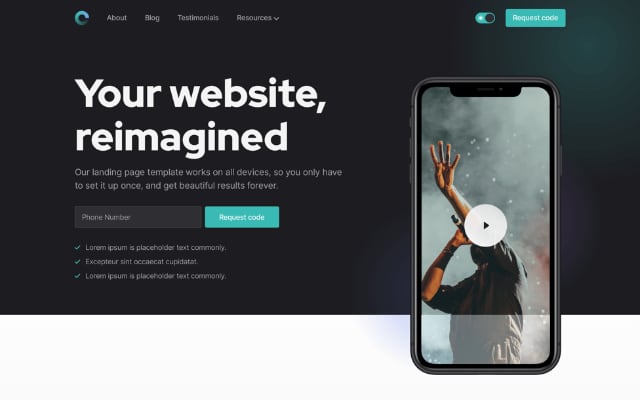 About
Blog
Testimonials
Resources
Request code
Your website,
reimagined
Our landing page template works on all devices, so you only have
to set it up once, and get beautiful results forever.
Phone Number
Request code
Lorem ipsum is placeholder text commonly.
Excepteur sint occaecat cupidatat.
Lorem ipsum is placeholder text commonly.